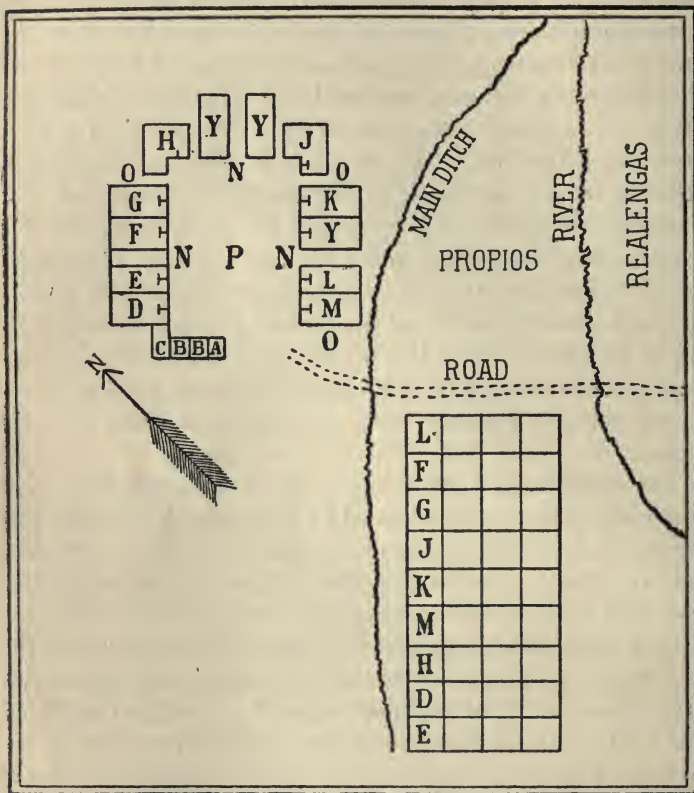 H Y Y J
O N O
G K
F Y
N P N
E L
D M
C B B A O
N
MAIN DITCH
PROPIOS
RIVER
REALENGAS
ROAD
L
F
G
J
K
M
H
D
E